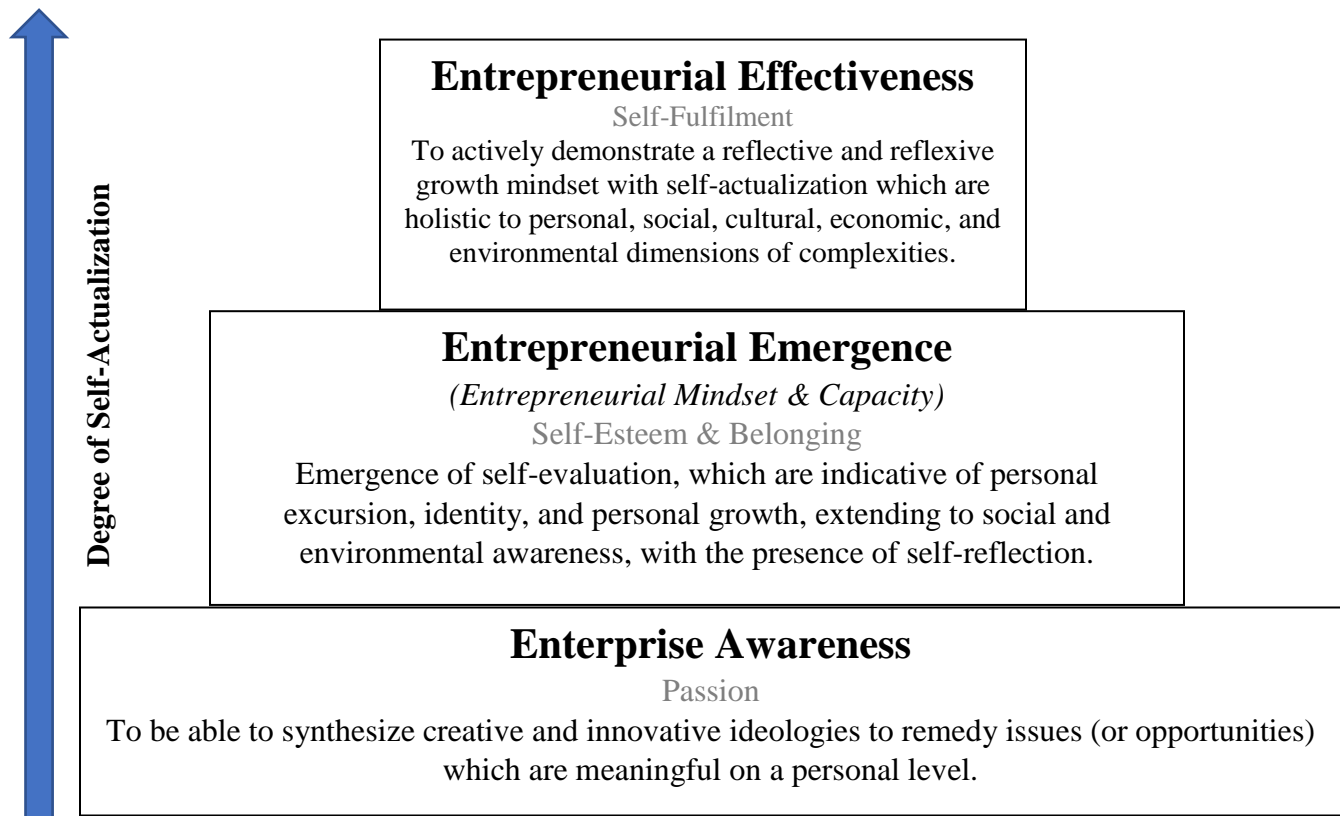 Degree of Self-Actualization
Entrepreneurial Effectiveness
Self-Fulfilment
To actively demonstrate a reflective and reflexive
growth mindset with self-actualization which are
holistic to personal, social, cultural, economic, and
environmental dimensions of complexities.
Entrepreneurial Emergence
(Entrepreneurial Mindset & Capacity)
Self-Esteem & Belonging
Emergence of self-evaluation, which are indicative of personal
excursion, identity, and personal growth, extending to social and
environmental awareness, with the presence of self-reflection.
Enterprise Awareness
Passion
To be able to synthesize creative and innovative ideologies to remedy issues (or opportunities)
which are meaningful on a personal level.